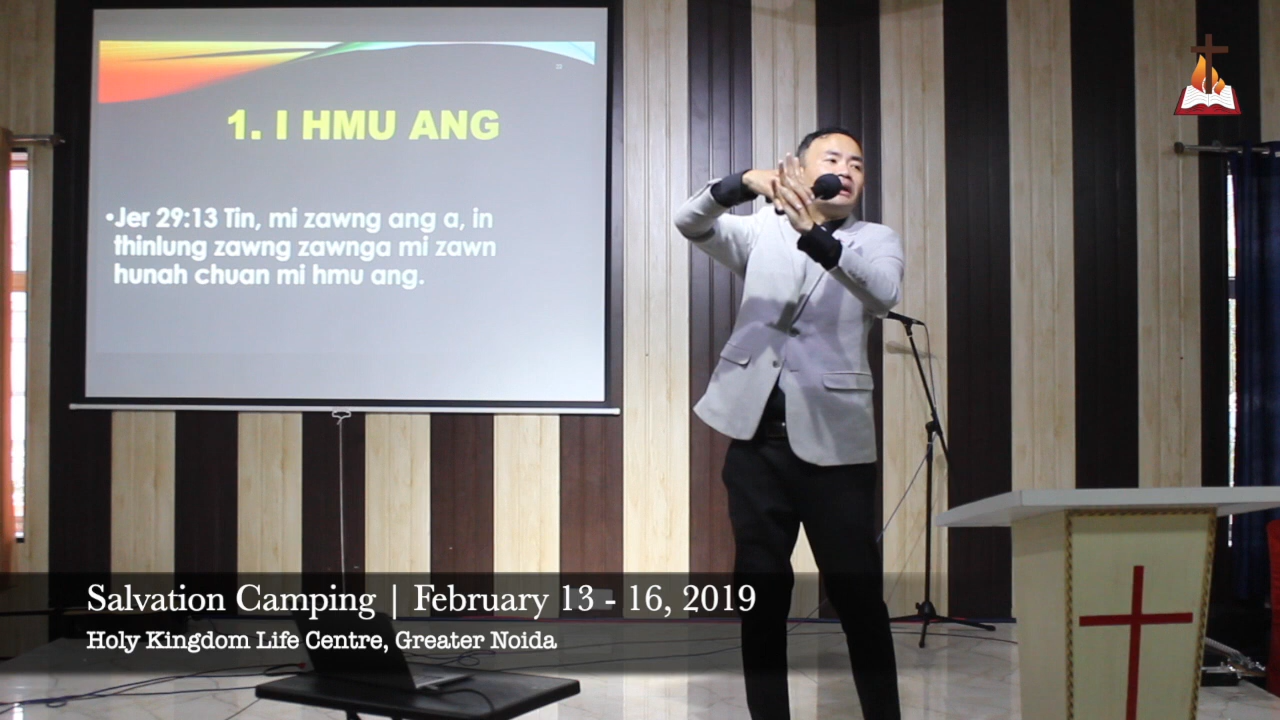 1. I HMU ANG
•Jer 29:13 Tin, mi zawng ang a, in
thinlung zawng zawnga mi zawn
hunah chuan mi hmu ang.
Salvation Camping | February 13 - 16, 2019
Holy Kingdom Life Centre, Greater Noida